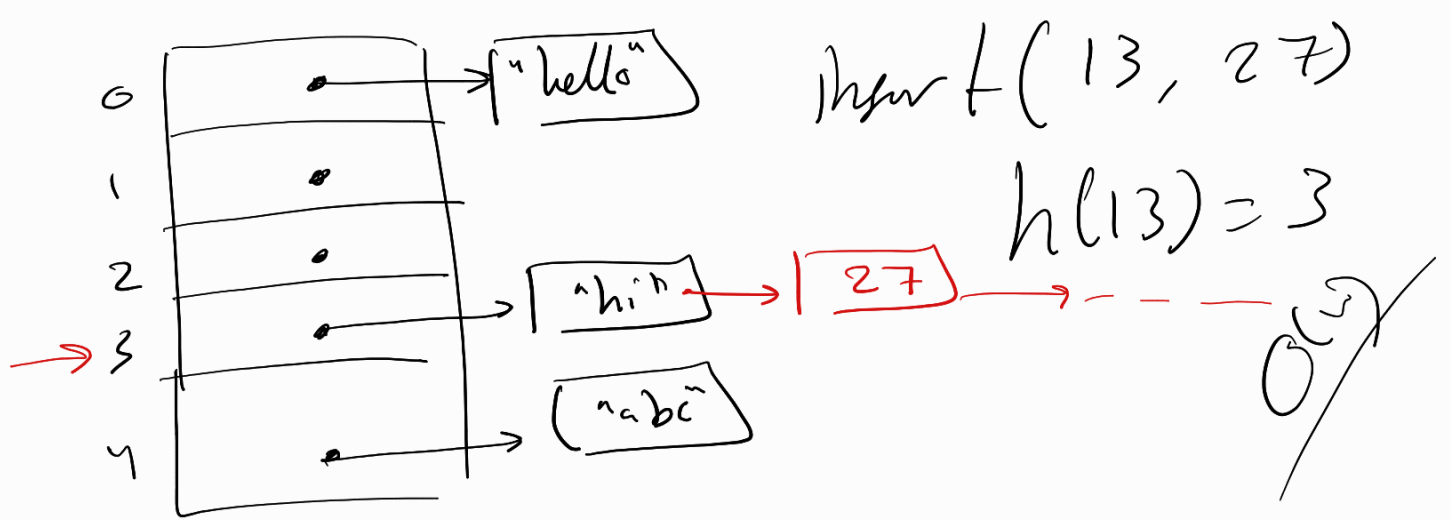 0 "hello" insert(13, 27)
1 h(13) = 3
2
3 "hi" 27
4 "abc"